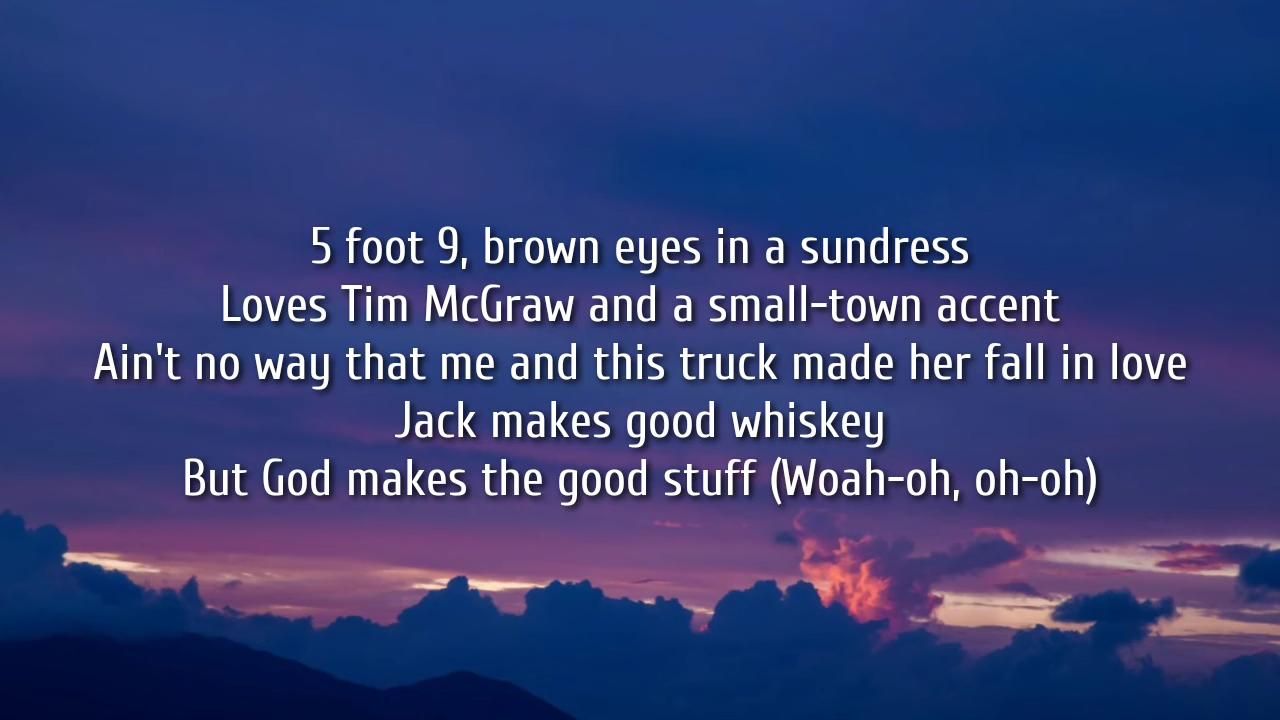 5 foot 9, brown eyes in a sundress
Loves Tim McGraw and a small-town accent
Ain't no way that me and this truck made her fall in love
Jack makes good whiskey
But God makes the good stuff (Woah-oh, oh-oh)